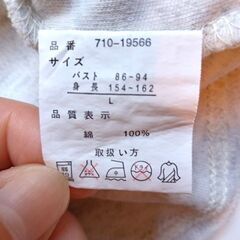 品番 710-19566
サイズ
バスト 86-94
身長 154-162
L
品質表示
綿 100%
取扱い方